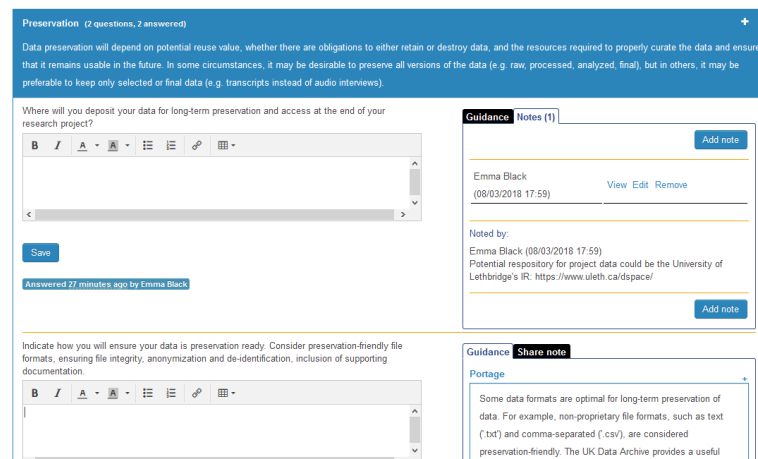 Preservation (2 questions, 2 answered)
Data preservation will depend on potential reuse value, whether there are obligations to either retain or destroy data, and the resources required to properly curate the data and ensure
that it remains usable in the future. In some circumstances, it may be desirable to preserve all versions of the data (e.g. raw, processed, analyzed, final), but in others, it may be
preferable to keep only selected or final data (e.g. transcripts instead of audio interviews).
Where will you deposit your data for long-term preservation and access at the end of your
research project?
B I A A
Save
Answered 27 minutes ago by Emma Black
Guidance Notes (1)
Add note
Emma Black
(08/03/2018 17:59)
View Edit Remove
Noted by:
Emma Black (08/03/2018 17:59)
Potential respository for project data could be the University of
Lethbridge's IR: https://www.uleth.ca/dspace/
Add note
Indicate how you will ensure your data is preservation ready. Consider preservation-friendly file
formats, ensuring file integrity, anonymization and de-identification, inclusion of supporting
documentation.
B I A A
Guidance Share note
Portage
Some data formats are optimal for long-term preservation of
data. For example, non-proprietary file formats, such as text
('.txt') and comma-separated ('.csv'), are considered
preservation-friendly. The UK Data Archive provides a useful